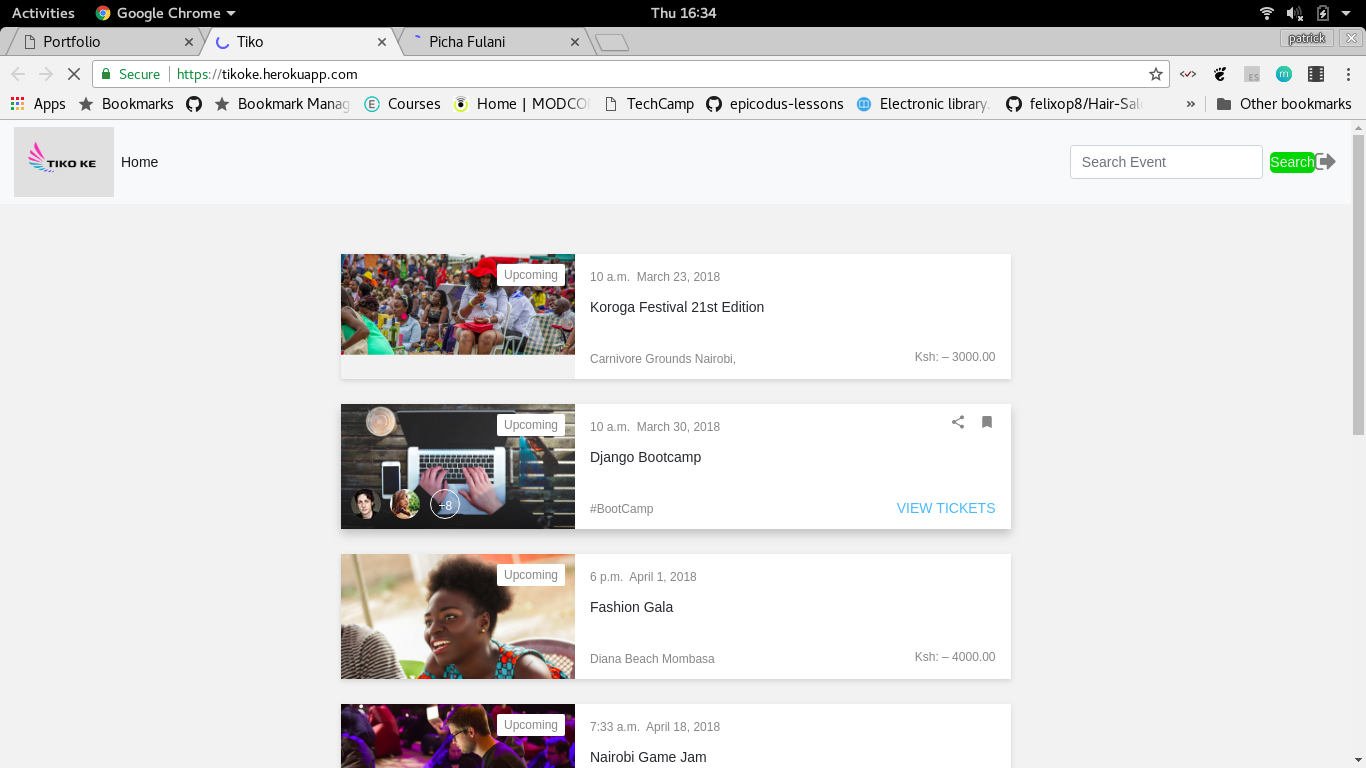 Activities Google Chrome Thu 16:34
Portfolio Tiko Picha Fulani patrick
Secure https://tikoke.herokuapp.com
Apps Bookmarks Bookmark Manag Courses Home | MODCO TechCamp epicodus-lessons Electronic library. felixop8/Hair-Sal » Other bookmarks
TIKO KE Home Search Event Search
Upcoming 10 a.m. March 23, 2018
Koroga Festival 21st Edition
Carnivore Grounds Nairobi, Ksh: – 3000.00
Upcoming 10 a.m. March 30, 2018
Django Bootcamp
+8 #BootCamp VIEW TICKETS
Upcoming 6 p.m. April 1, 2018
Fashion Gala
Diana Beach Mombasa Ksh: – 4000.00
Upcoming 7:33 a.m. April 18, 2018
Nairobi Game Jam